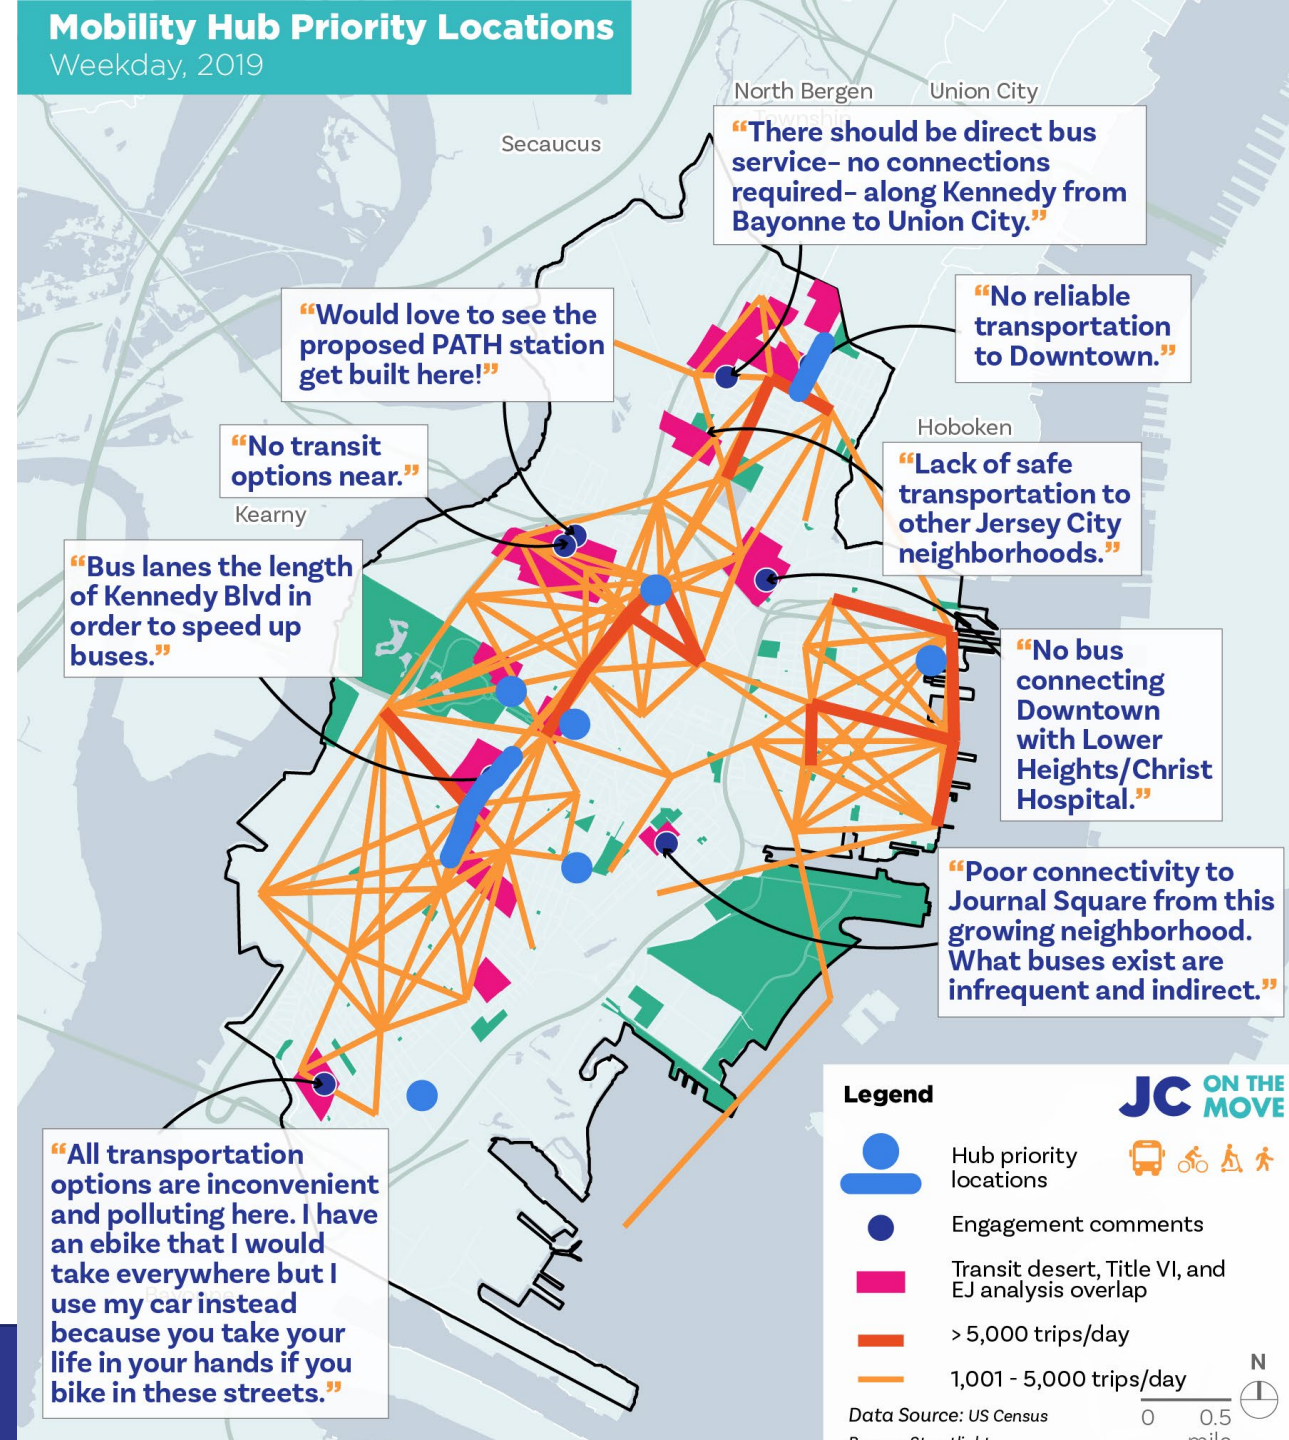 Mobility Hub Priority Locations
Weekday, 2019
North Bergen
Township
Union City
Secaucus
“There should be direct bus
service– no connections
required– along Kennedy from
Bayonne to Union City.”
“No reliable
transportation
to Downtown.”
“Would love to see the
proposed PATH station
get built here!”
Hoboken
“No transit
options near.”
“Lack of safe
transportation to
other Jersey City
neighborhoods.”
Kearny
“Bus lanes the length
of Kennedy Blvd in
order to speed up
buses.”
“No bus
connecting
Downtown
with Lower
Heights/Christ
Hospital.”
“Poor connectivity to
Journal Square from this
growing neighborhood.
What buses exist are
infrequent and indirect.”
“All transportation
options are inconvenient
and polluting here. I have
an ebike that I would
take everywhere but I
use my car instead
because you take your
life in your hands if you
bike in these streets.”
Legend
JC ON THE
MOVE
Hub priority
locations
Engagement comments
Transit desert, Title VI, and
EJ analysis overlap
> 5,000 trips/day
1,001 - 5,000 trips/day
N
Data Source: US Census
0 0.5
mile